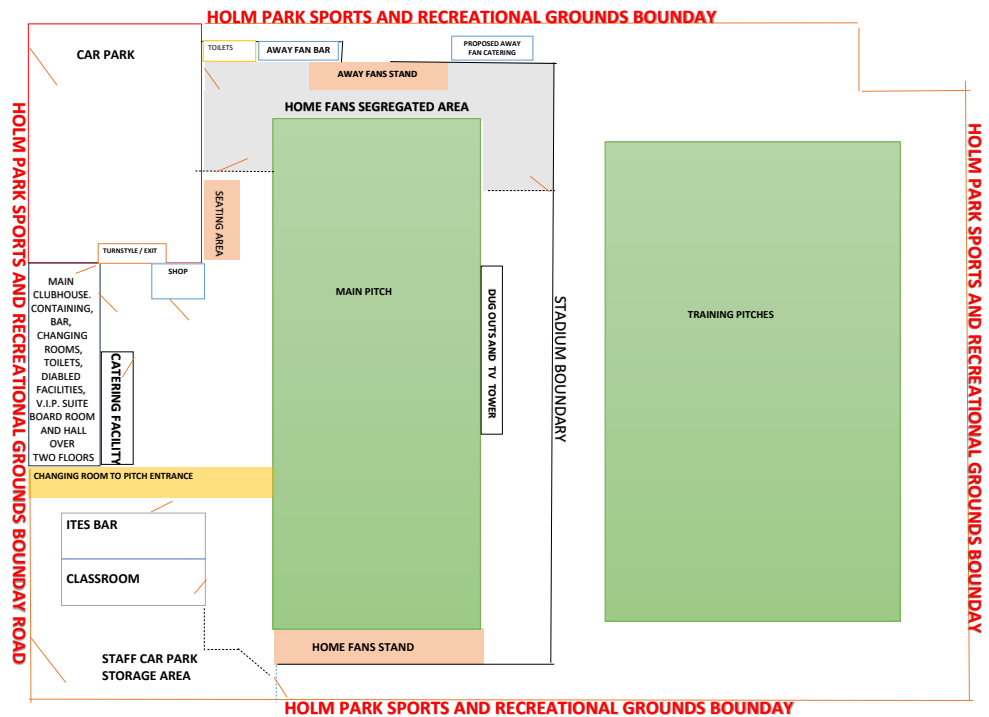 HOLM PARK SPORTS AND RECREATIONAL GROUNDS BOUNDAY
CAR PARK
TOILETS
AWAY FAN BAR
PROPOSED AWAY
FAN CATERING
AWAY FANS STAND
HOME FANS SEGREGATED AREA
HOLM PARK SPORTS AND RECREATIONAL GROUNDS BOUNDAY ROAD
SEATING AREA
TURNSTYLE / EXIT
SHOP
MAIN
CLUBHOUSE.
CONTAINING,
BAR,
CHANGING
ROOMS,
TOILETS,
DIABLED
FACILITIES,
V.I.P. SUITE
BOARD ROOM
AND HALL
OVER
TWO FLOORS
CATERING FACILITY
MAIN PITCH
DUG OUTS AND TV TOWER
STADIUM BOUNDARY
TRAINING PITCHES
HOLM PARK SPORTS AND RECREATIONAL GROUNDS BOUNDAY
CHANGING ROOM TO PITCH ENTRANCE
ITES BAR
CLASSROOM
HOME FANS STAND
STAFF CAR PARK
STORAGE AREA
HOLM PARK SPORTS AND RECREATIONAL GROUNDS BOUNDAY